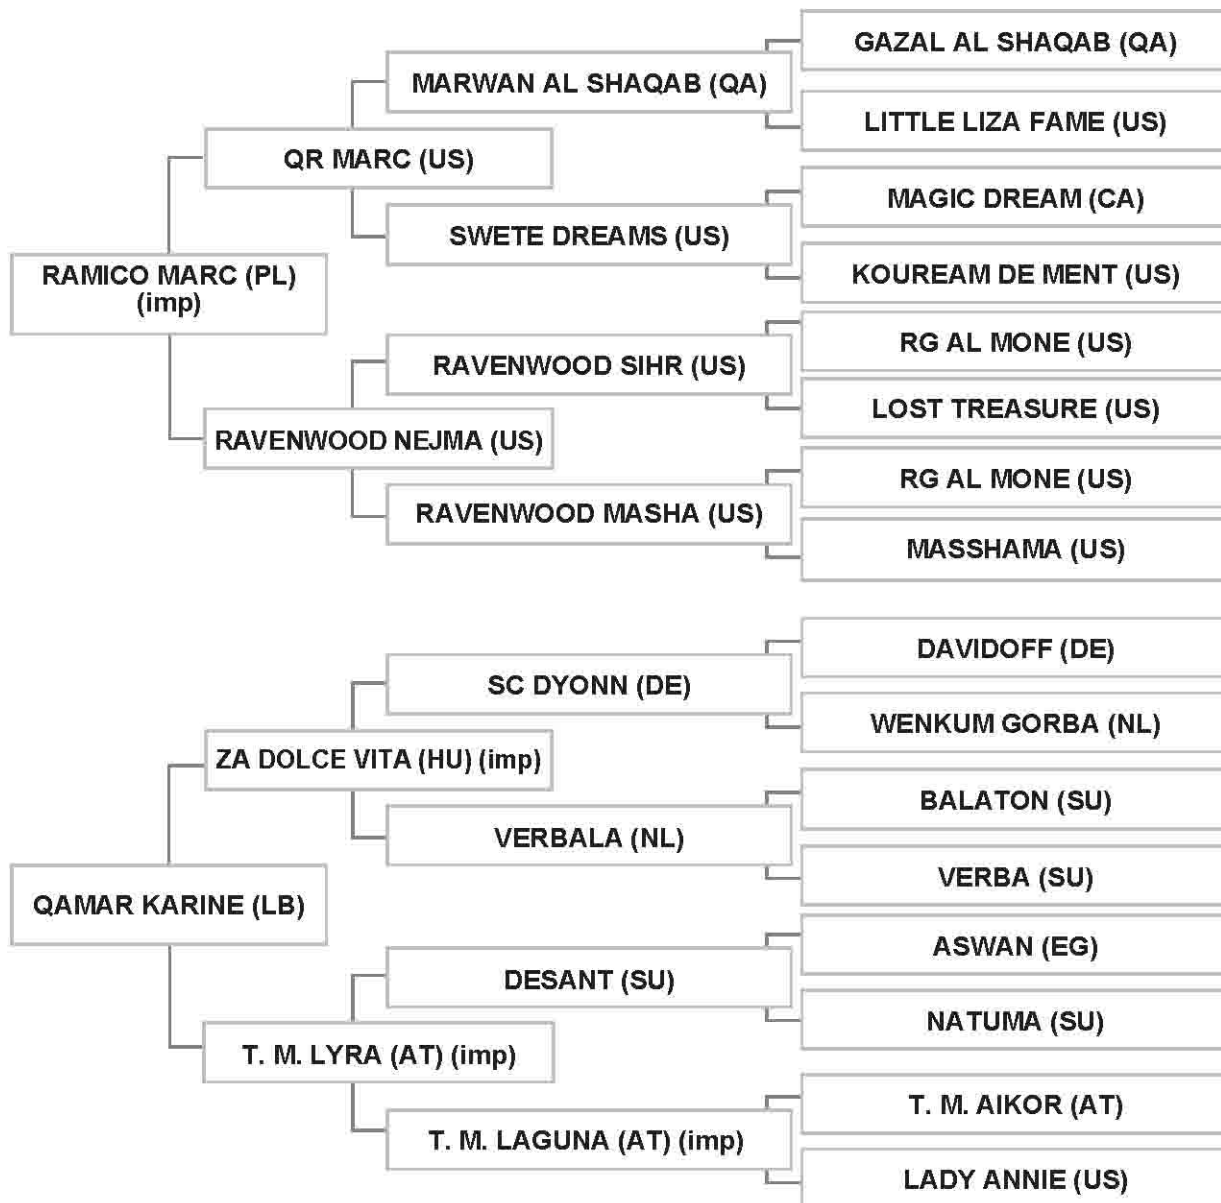 GAZAL AL SHAQAB (QA)
MARWAN AL SHAQAB (QA)
LITTLE LIZA FAME (US)
QR MARC (US)
MAGIC DREAM (CA)
SWETE DREAMS (US)
KOUREAM DE MENT (US)
RAMICO MARC (PL)
(imp)
RG AL MONE (US)
RAVENWOOD SIHR (US)
LOST TREASURE (US)
RAVENWOOD NEJMA (US)
RG AL MONE (US)
RAVENWOOD MASHA (US)
MASSHAMA (US)
DAVIDOFF (DE)
SC DYONN (DE)
WENKUM GORBA (NL)
ZA DOLCE VITA (HU) (imp)
BALATON (SU)
VERBALA (NL)
VERBA (SU)
QAMAR KARINE (LB)
ASWAN (EG)
DESANT (SU)
NATUMA (SU)
T. M. LYRA (AT) (imp)
T. M. AIKOR (AT)
T. M. LAGUNA (AT) (imp)
LADY ANNIE (US)